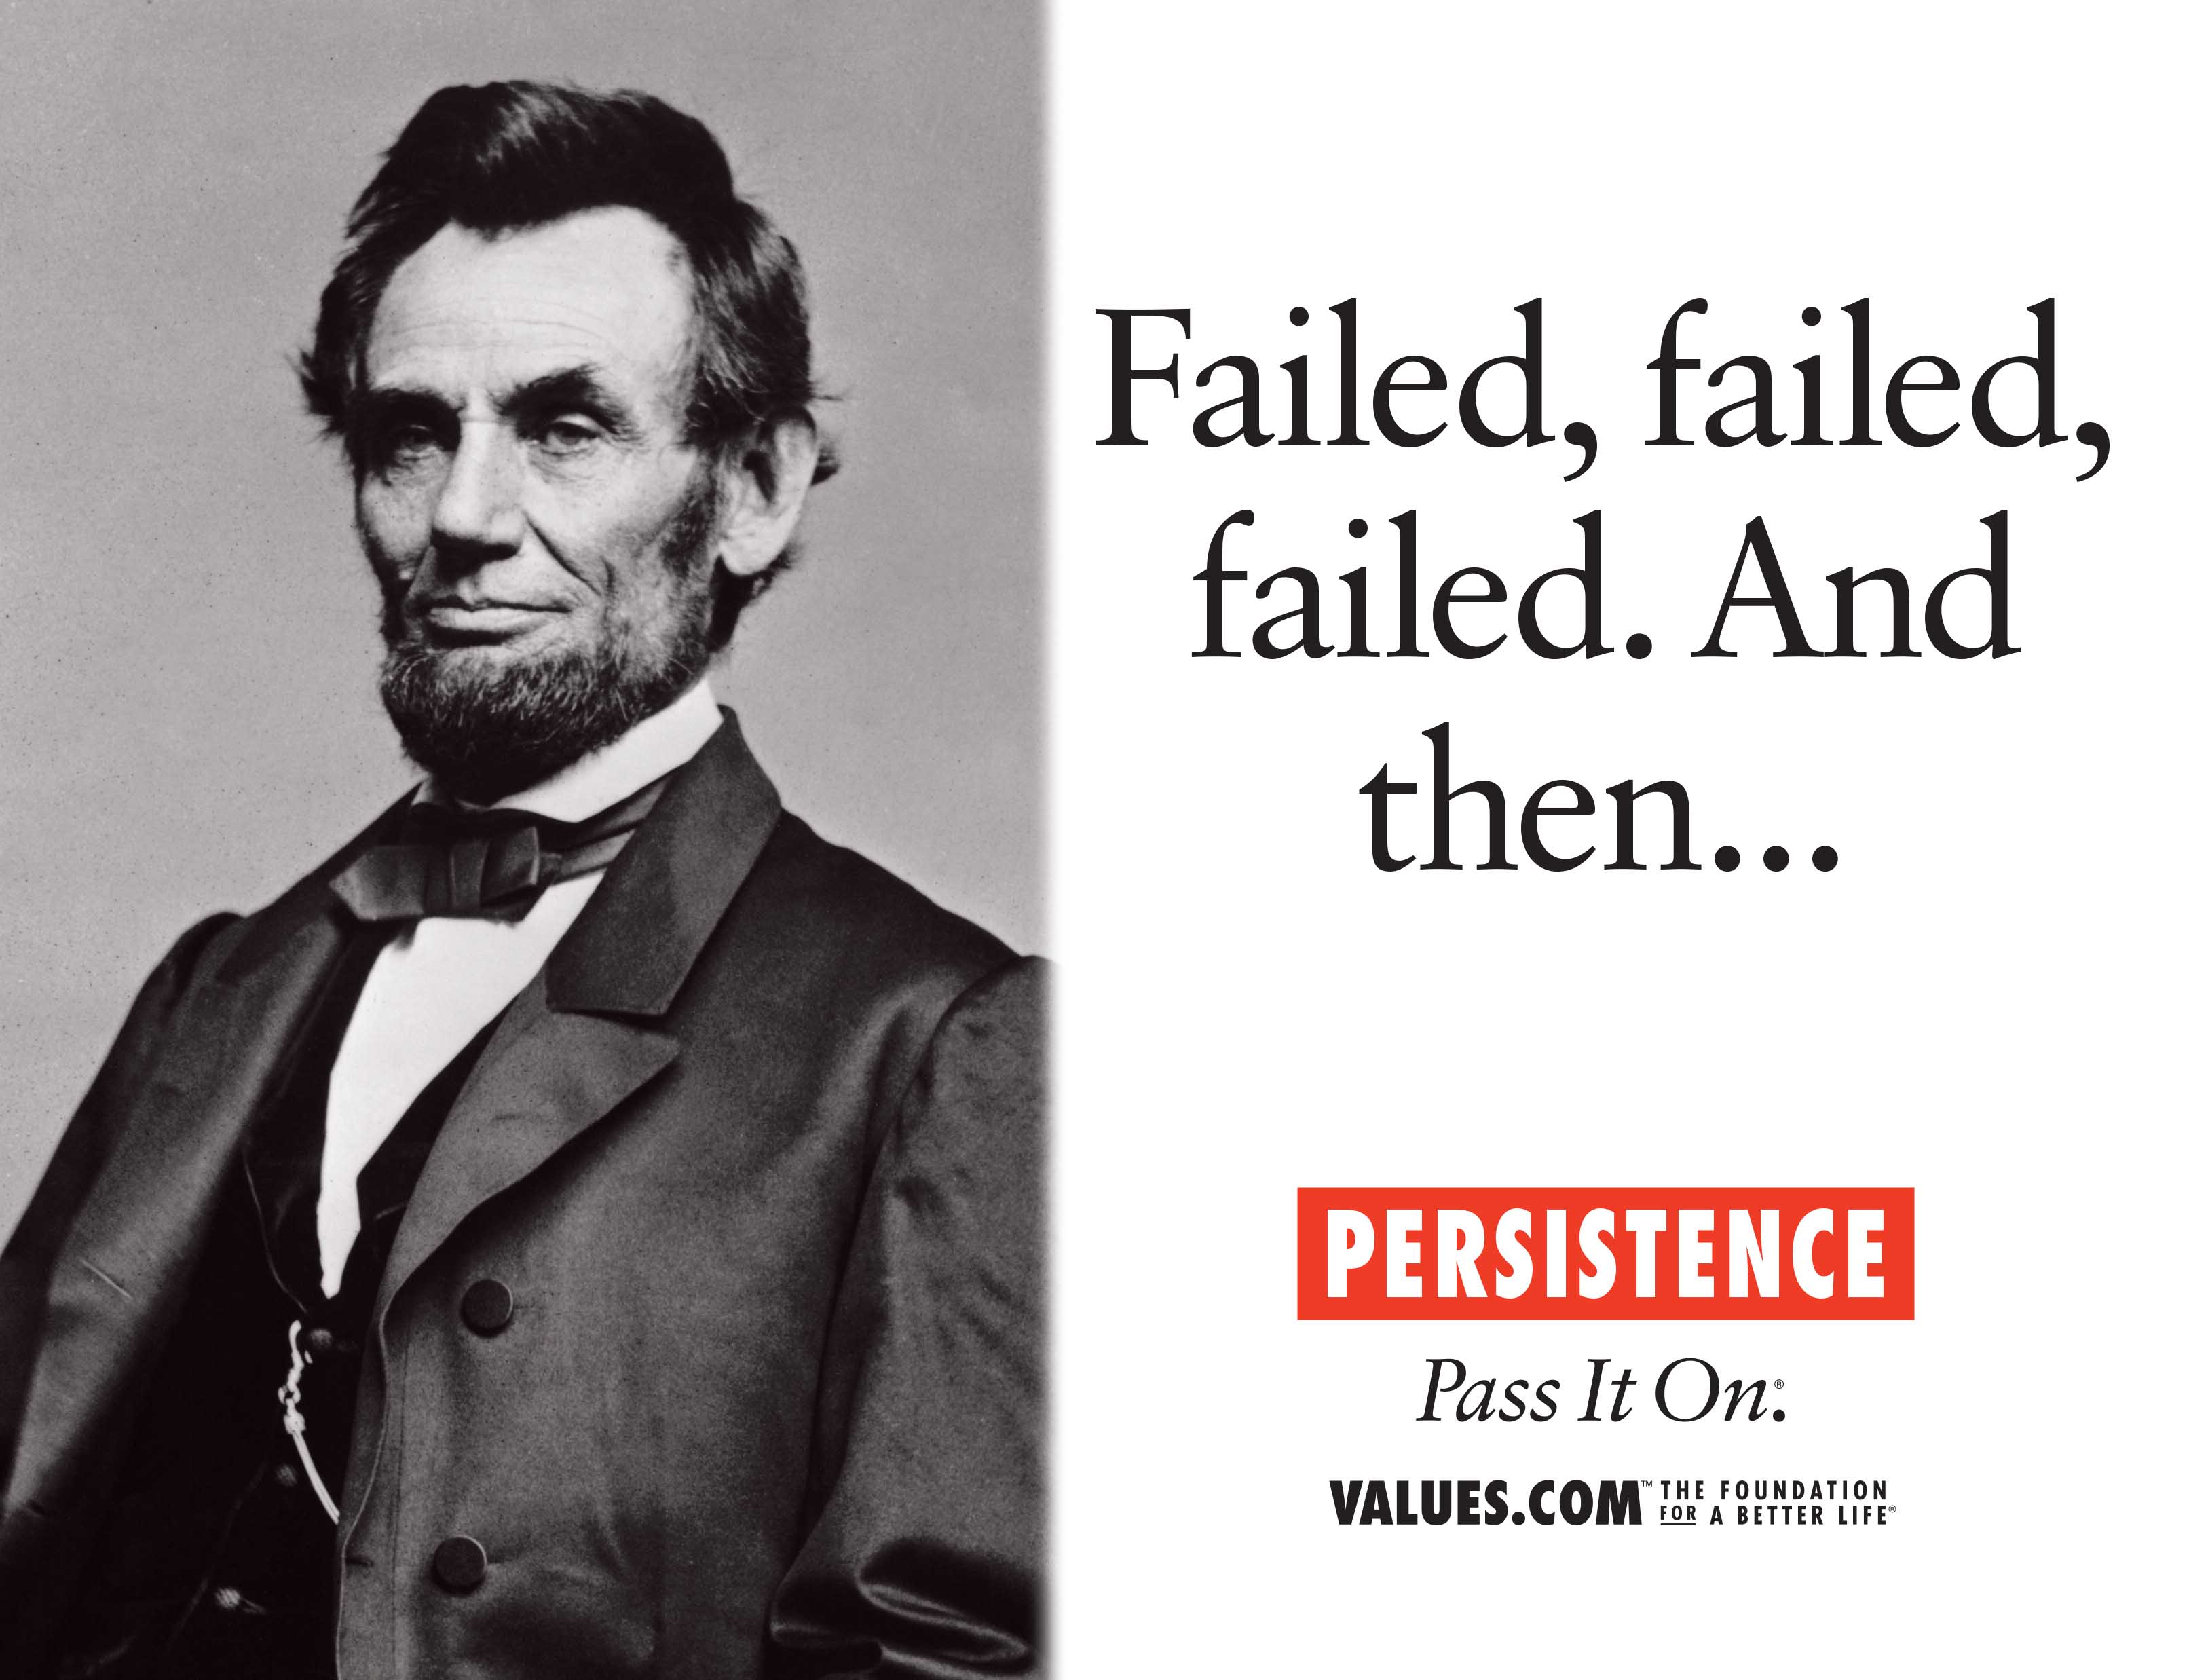 Failed, failed,
failed. And
then...
PERSISTENCE
Pass It On.®
VALUES.COM™ THE FOUNDATION
FOR A BETTER LIFE®